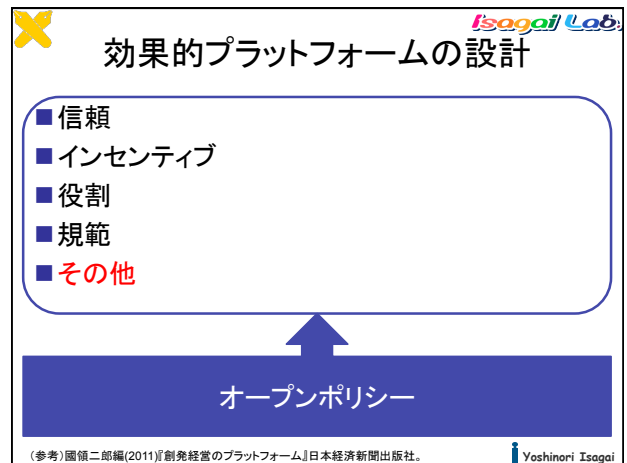 Isagai Lab.
効果的プラットフォームの設計
■信頼
■インセンティブ
■役割
■規範
■その他
オープンポリシー
(参考)國領二郎編(2011)『創発経営のプラットフォーム』日本経済新聞出版社。
Yoshinori Isagai